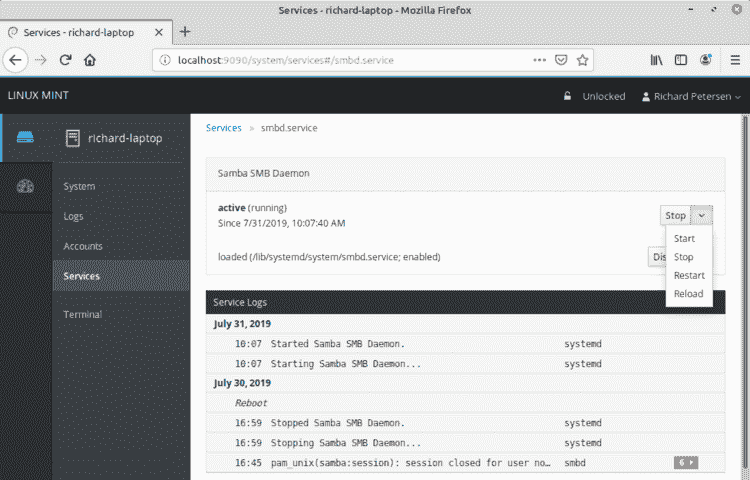 Services - richard-laptop - Mozilla Firefox
Services - richard-laptop
localhost:9090/system/services#/smbd.service
LINUX MINT
Unlocked
Richard Petersen
richard-laptop
System
Logs
Accounts
Services
Terminal
Services » smbd.service
Samba SMB Daemon
active (running)
Since 7/31/2019, 10:07:40 AM
Stop
Start
Stop
Restart
Reload
loaded (/lib/systemd/system/smbd.service; enabled)
Dis
Service Logs
July 31, 2019
10:07 Started Samba SMB Daemon. systemd
10:07 Starting Samba SMB Daemon... systemd
July 30, 2019
Reboot
16:59 Stopped Samba SMB Daemon. systemd
16:59 Stopping Samba SMB Daemon... systemd
16:45 pam_unix(samba:session): session closed for user no… smbd 6